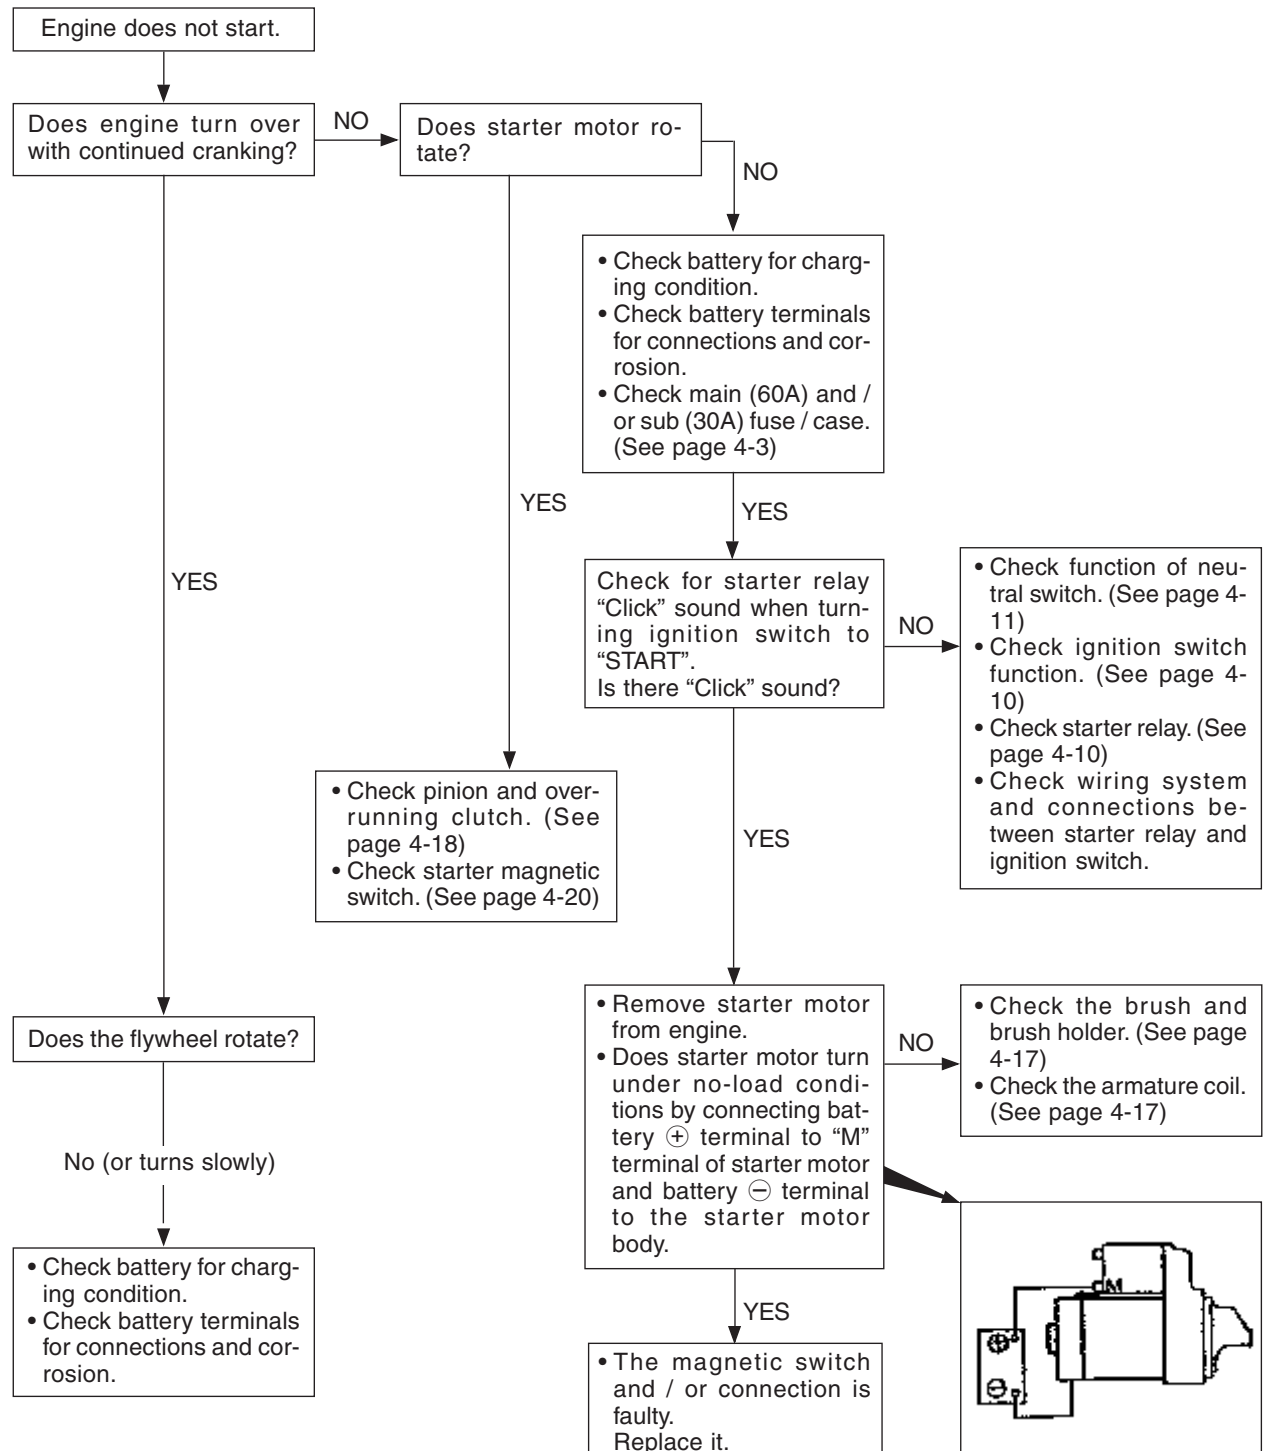 Engine does not start.
Does engine turn over
with continued cranking?
NO
Does starter motor ro-
tate?
NO
• Check battery for charg-
ing condition.
• Check battery terminals
for connections and cor-
rosion.
• Check main (60A) and /
or sub (30A) fuse / case.
(See page 4-3)
YES
YES
YES
Check for starter relay
“Click” sound when turn-
ing ignition switch to
“START”.
Is there “Click” sound?
NO
• Check function of neu-
tral switch. (See page 4-
11)
• Check ignition switch
function. (See page 4-
10)
• Check starter relay. (See
page 4-10)
• Check wiring system
and connections be-
tween starter relay and
ignition switch.
• Check pinion and over-
running clutch. (See
page 4-18)
• Check starter magnetic
switch. (See page 4-20)
YES
Does the flywheel rotate?
No (or turns slowly)
• Check battery for charg-
ing condition.
• Check battery terminals
for connections and cor-
rosion.
• Remove starter motor
from engine.
• Does starter motor turn
under no-load condi-
tions by connecting bat-
tery ⊕ terminal to “M”
terminal of starter motor
and battery ⊖ terminal
to the starter motor
body.
NO
• Check the brush and
brush holder. (See page
4-17)
• Check the armature coil.
(See page 4-17)
YES
• The magnetic switch
and / or connection is
faulty.
Replace it.
M
⊕
⊖